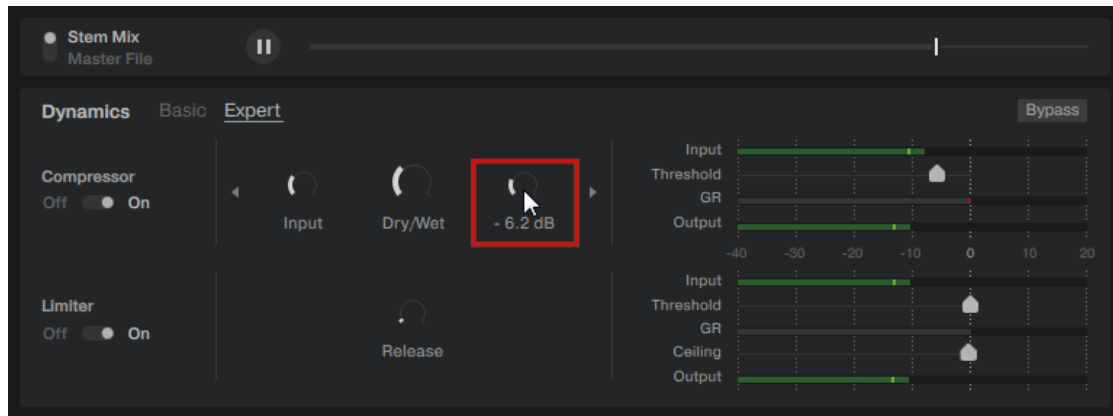 Stem Mix
Master File
Dynamics Basic Expert Bypass
Compressor
Off On
Input Dry/Wet - 6.2 dB
Input
Threshold
GR
Output
-40 -30 -20 -10 0 10 20
Limiter
Off On
Release
Input
Threshold
GR
Ceiling
Output